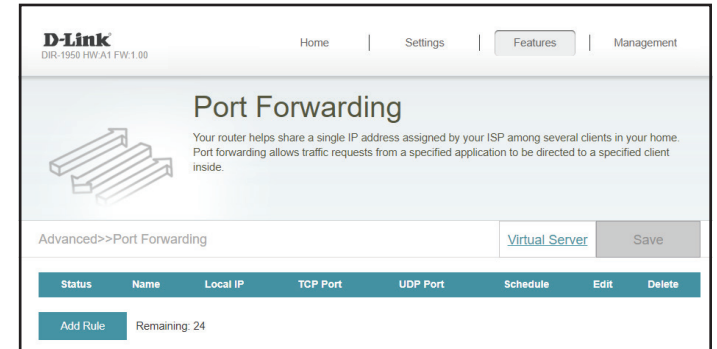 D-Link
DIR-1950 HW:A1 FW:1.00
Home | Settings | Features | Management
Port Forwarding
Your router helps share a single IP address assigned by your ISP among several clients in your home.
Port forwarding allows traffic requests from a specified application to be directed to a specified client
inside.
Advanced>>Port Forwarding
Virtual Server
Save
Status Name Local IP TCP Port UDP Port Schedule Edit Delete
Add Rule
Remaining: 24